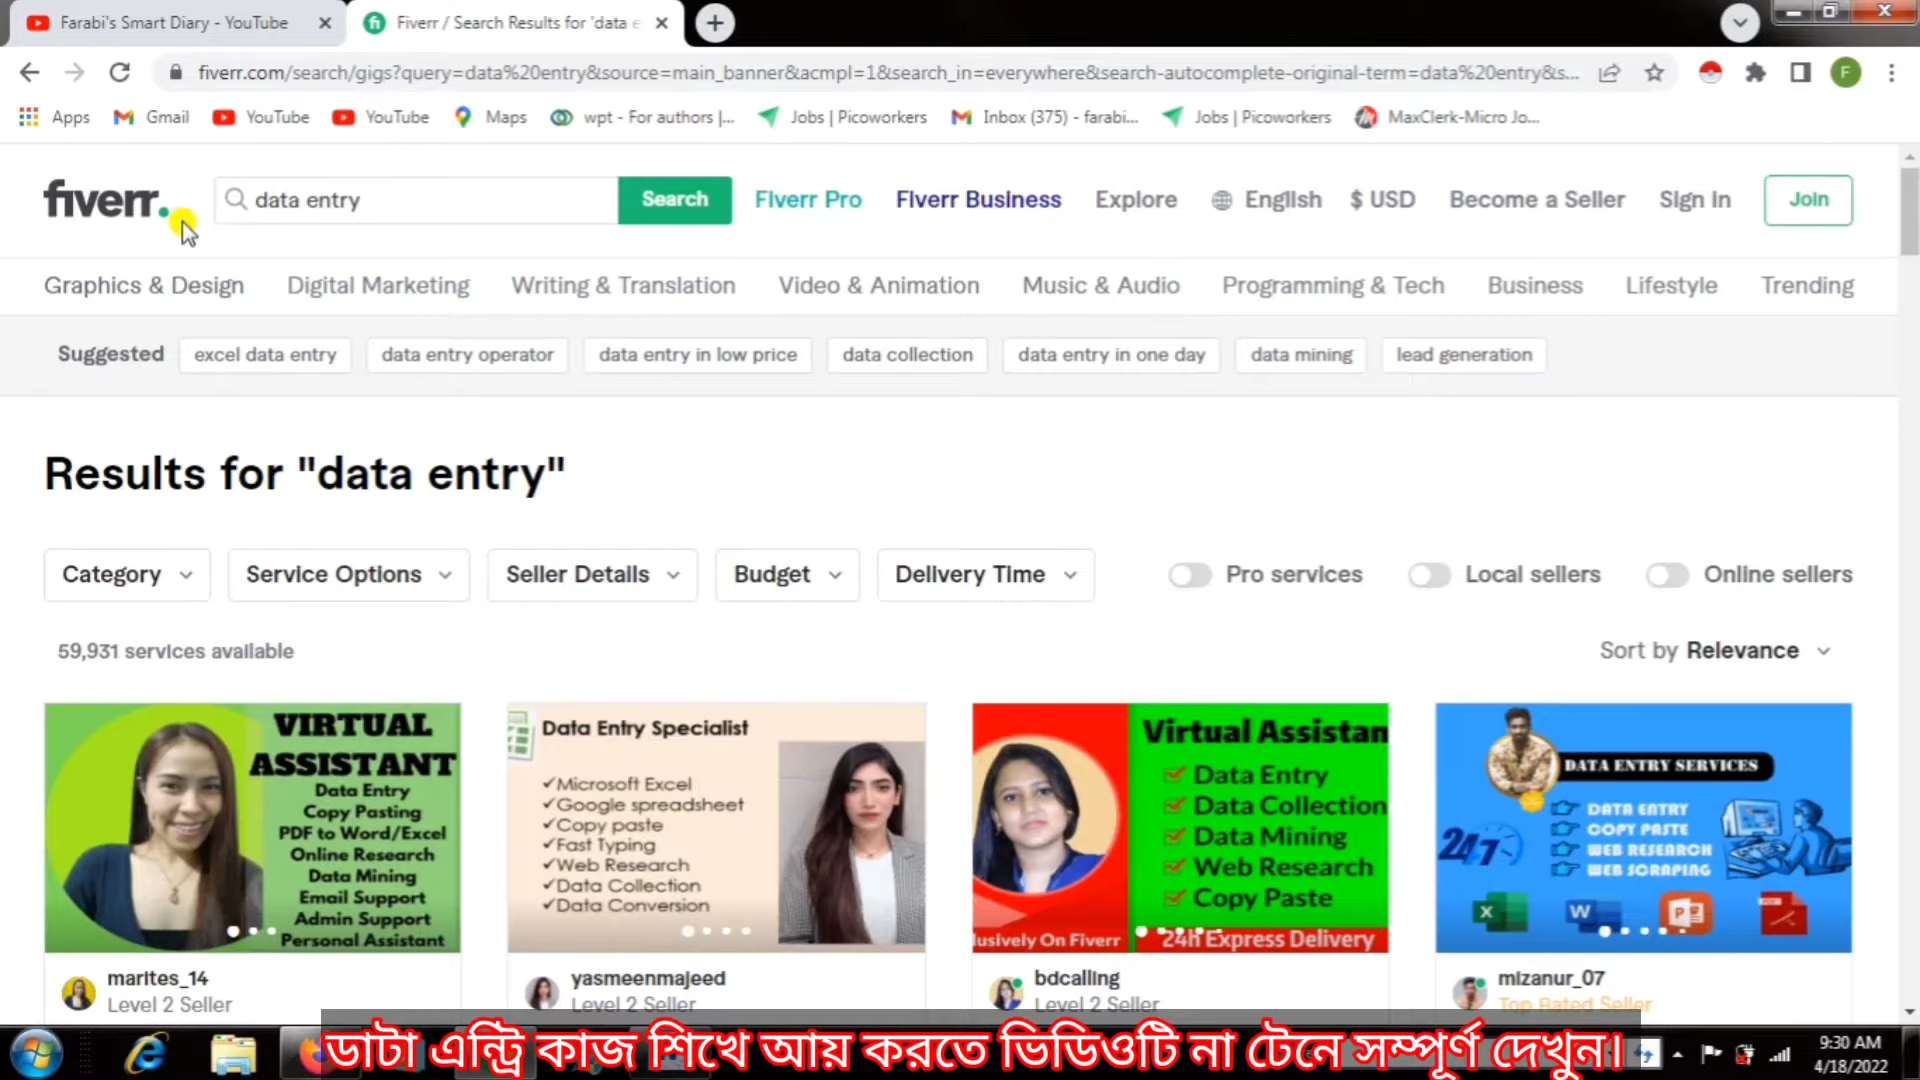 Farabi's Smart Diary - YouTube
Fiverr / Search Results for 'data e
fiverr.com/search/gigs?query=data%20entry&source=main_banner&acmpl=1&search_in=everywhere&search-autocomplete-original-term=data%20entry&s...
F
Apps
Gmail
YouTube
YouTube
Maps
wpt - For authors |...
Jobs | Picoworkers
Inbox (375) - farabi...
Jobs | Picoworkers
MaxClerk-Micro Jo...
fiverr.
data entry
Search
Fiverr Pro
Fiverr Business
Explore
English
$ USD
Become a Seller
Sign In
Join
Graphics & Design
Digital Marketing
Writing & Translation
Video & Animation
Music & Audio
Programming & Tech
Business
Lifestyle
Trending
Suggested
excel data entry
data entry operator
data entry in low price
data collection
data entry in one day
data mining
lead generation
Results for "data entry"
Category
Service Options
Seller Details
Budget
Delivery Time
Pro services
Local sellers
Online sellers
59,931 services available
Sort by Relevance
VIRTUAL
ASSISTANT
Data Entry
Copy Pasting
PDF to Word/Excel
Online Research
Data Mining
Email Support
Admin Support
Personal Assistant
Data Entry Specialist
✓Microsoft Excel
✓Google spreadsheet
✓Copy paste
✓Fast Typing
✓Web Research
✓Data Collection
✓Data Conversion
Virtual Assistan
Data Entry
Data Collection
Data Mining
Web Research
Copy Paste
lusively On Fiverr
24h Express Delivery
DATA ENTRY SERVICES
DATA ENTRY
COPY PASTE
WEB RESEARCH
WEB SCRAPING
24/7
X
W
P
marites_14
Level 2 Seller
yasmeenmajeed
Level 2 Seller
bdcalling
Level 2 Seller
mizanur_07
Top Rated Seller
ডাটা এন্ট্রি কাজ শিখে আয় করতে ভিডিওটি না টেনে সম্পূর্ণ দেখুন।
9:30 AM
4/18/2022